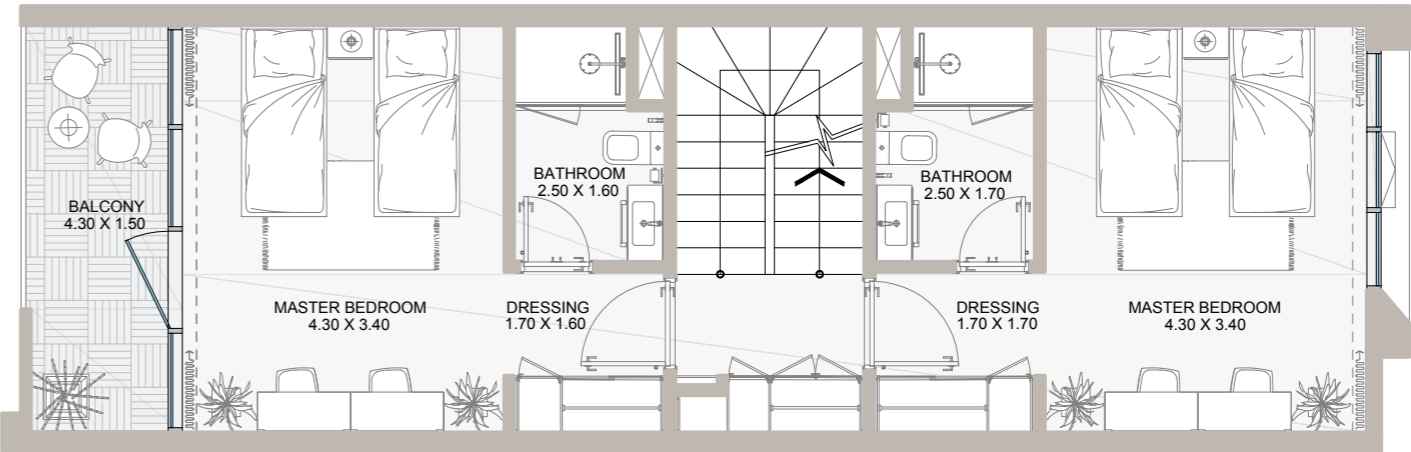 BALCONY
4.30 X 1.50
MASTER BEDROOM
4.30 X 3.40
BATHROOM
2.50 X 1.60
DRESSING
1.70 X 1.60
BATHROOM
2.50 X 1.70
DRESSING
1.70 X 1.70
MASTER BEDROOM
4.30 X 3.40